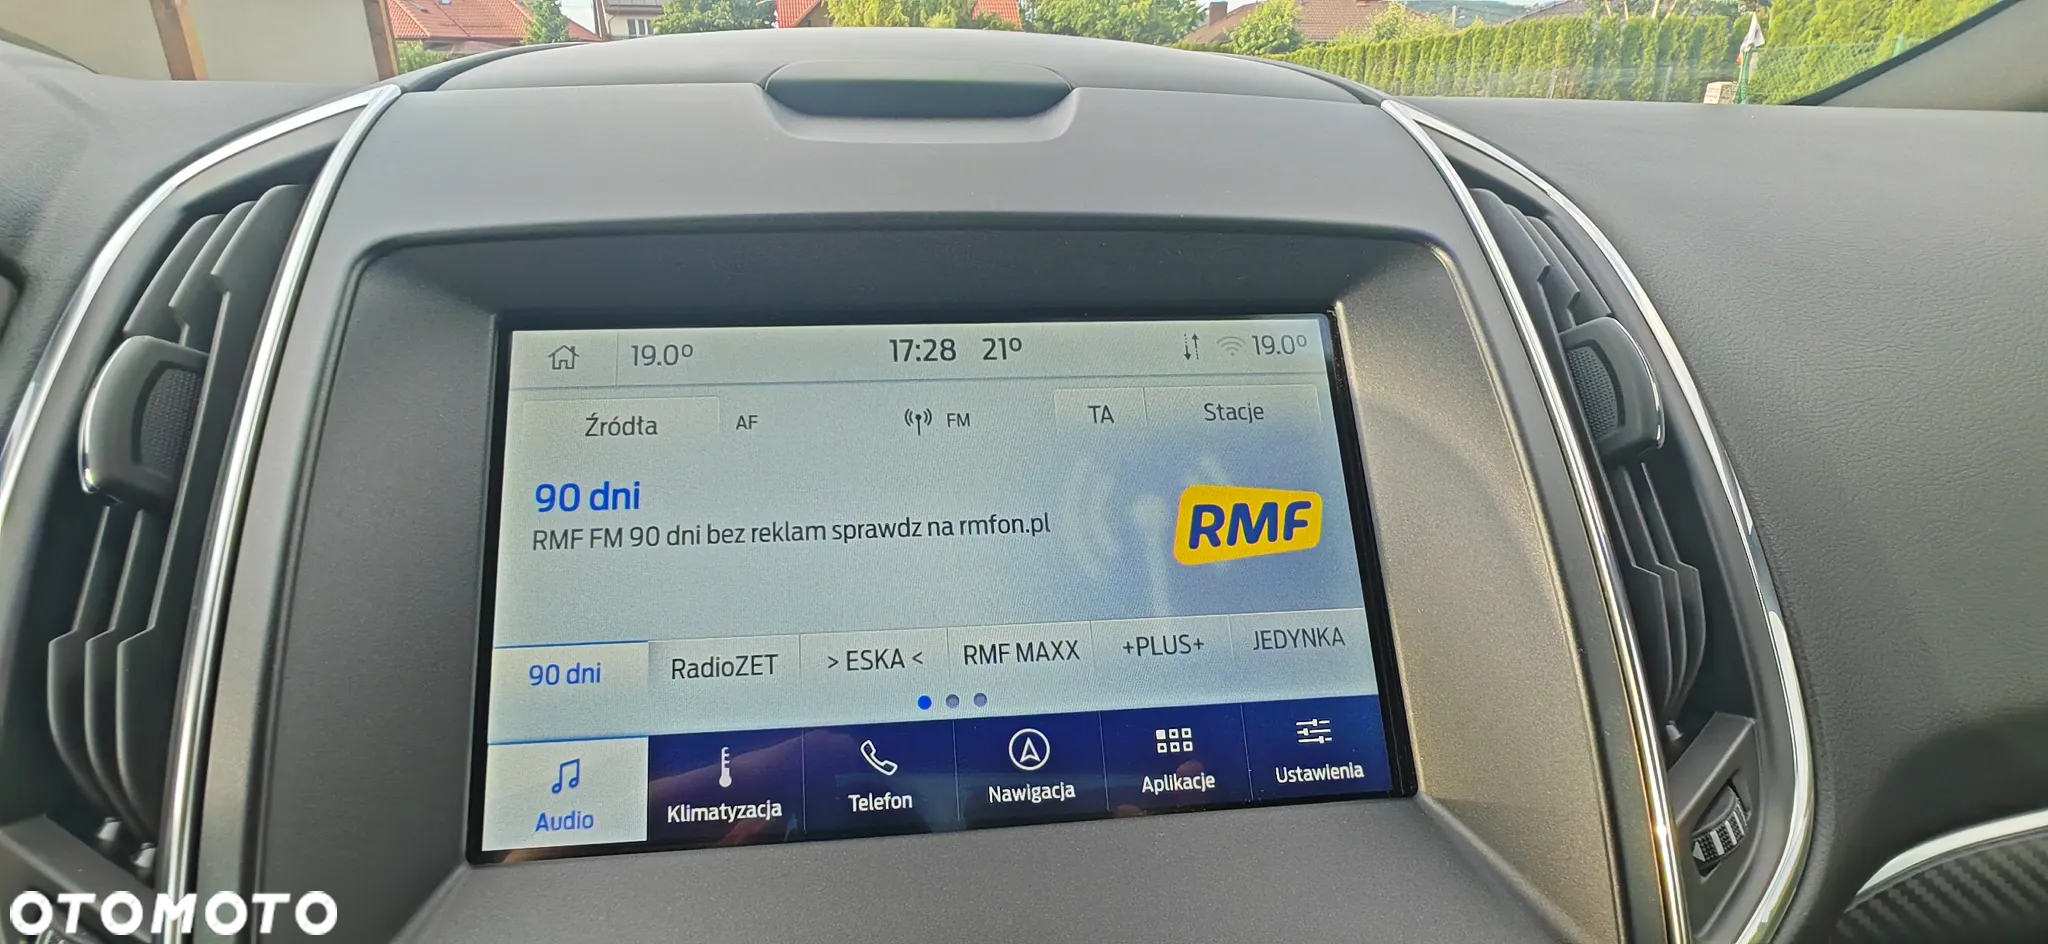 19.0° 17:28 21° 19.0°
Źródła AF FM TA Stacje
90 dni
RMF FM 90 dni bez reklam sprawdz na rmfon.pl
RMF
90 dni RadioZET > ESKA < RMF MAXX +PLUS+ JEDYNKA
Audio Klimatyzacja Telefon Nawigacja Aplikacje Ustawienia
OTOMOTO